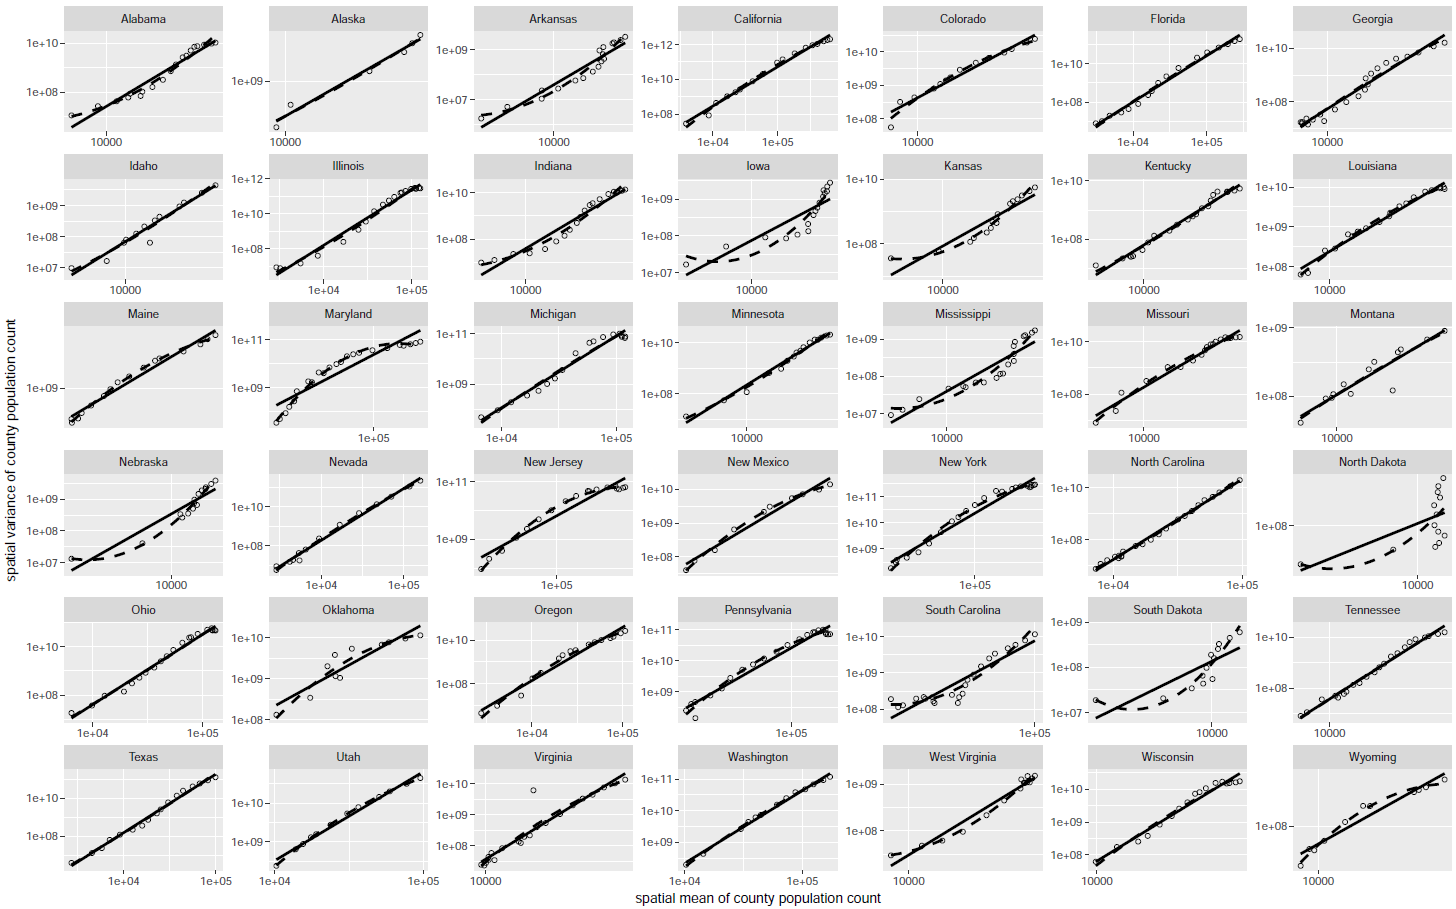 Alabama Alaska Arkansas California Colorado Florida Georgia
1e+10 1e+08 10000
1e+09 10000
1e+09 1e+07 10000
1e+12 1e+10 1e+08 1e+04 1e+05
1e+10 1e+09 1e+08 10000
1e+10 1e+08 1e+04 1e+05
1e+10 1e+08 10000
Idaho Illinois Indiana Iowa Kansas Kentucky Louisiana
1e+09 1e+08 1e+07 10000
1e+12 1e+10 1e+08 1e+04 1e+05
1e+10 1e+08 10000
1e+09 1e+08 1e+07 10000
1e+10 1e+08 10000
1e+10 1e+08 10000
1e+10 1e+09 1e+08 10000
Maine Maryland Michigan Minnesota Mississippi Missouri Montana
1e+09
1e+11 1e+09 1e+05
1e+11 1e+09 1e+04 1e+05
1e+10 1e+08 10000
1e+09 1e+08 1e+07 10000
1e+10 1e+08 10000
1e+09 1e+08 10000
Nebraska Nevada New Jersey New Mexico New York North Carolina North Dakota
1e+09 1e+08 1e+07 10000
1e+10 1e+08 1e+04 1e+05
1e+11 1e+09 1e+05
1e+10 1e+09 1e+08
1e+11 1e+10 1e+09 1e+05
1e+10 1e+08 1e+04 1e+05
1e+08 10000
Ohio Oklahoma Oregon Pennsylvania South Carolina South Dakota Tennessee
1e+10 1e+08 1e+04 1e+05
1e+10 1e+09 1e+08
1e+10 1e+08 1e+04 1e+05
1e+11 1e+10 1e+09 1e+05
1e+10 1e+09 1e+08 1e+05
1e+09 1e+08 1e+07 10000
1e+10 1e+08 10000
Texas Utah Virginia Washington West Virginia Wisconsin Wyoming
1e+10 1e+08 1e+04 1e+05
1e+10 1e+09 1e+04 1e+05
1e+10 1e+09 1e+08 10000
1e+11 1e+10 1e+09 1e+04 1e+05
1e+09 1e+08 10000
1e+10 1e+09 1e+08 10000
1e+08 10000
spatial mean of county population count
spatial variance of county population count